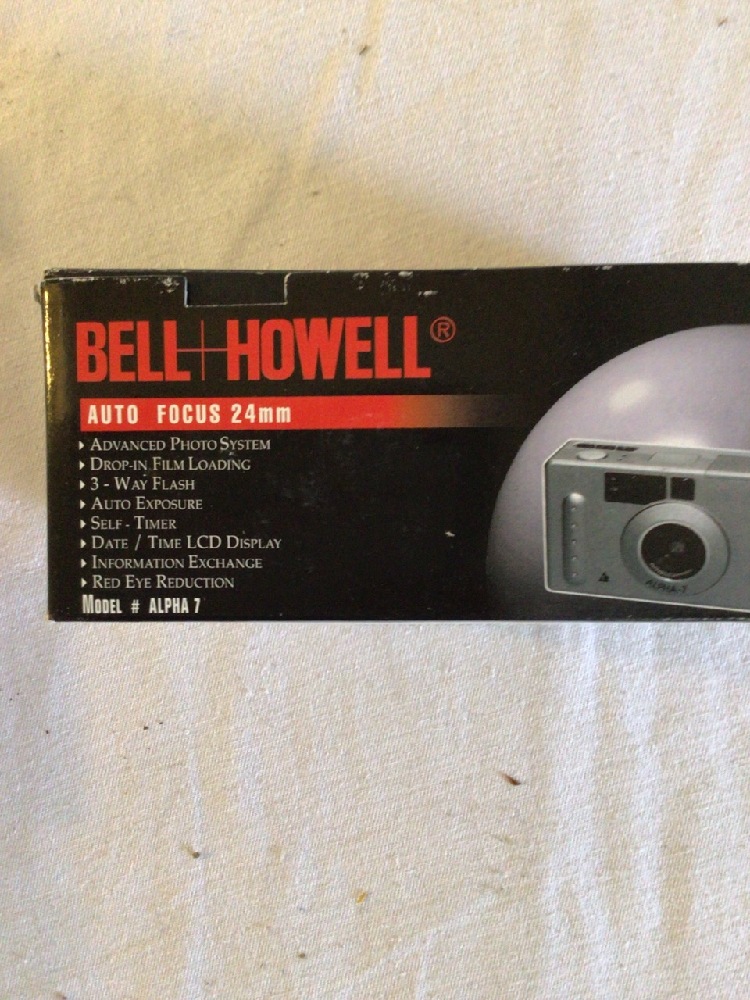 BELL+HOWELL®
AUTO FOCUS 24mm
ADVANCED PHOTO SYSTEM
DROP-IN FILM LOADING
3 - WAY FLASH
AUTO EXPOSURE
SELF - TIMER
DATE / TIME LCD DISPLAY
INFORMATION EXCHANGE
RED EYE REDUCTION
MODEL # ALPHA 7
ALPHA-7